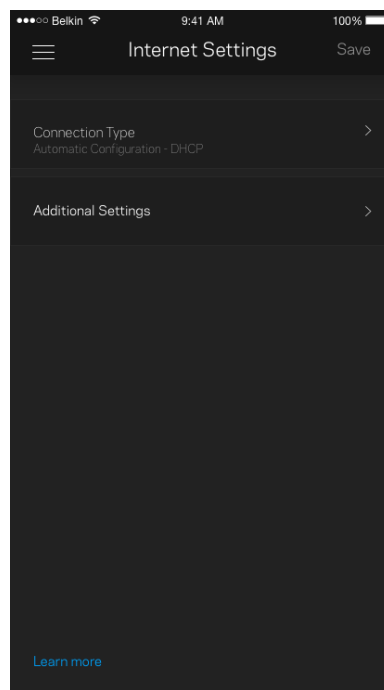 ●●●○○ Belkin 9:41 AM 100%
Internet Settings Save
Connection Type
Automatic Configuration - DHCP
Additional Settings
Learn more